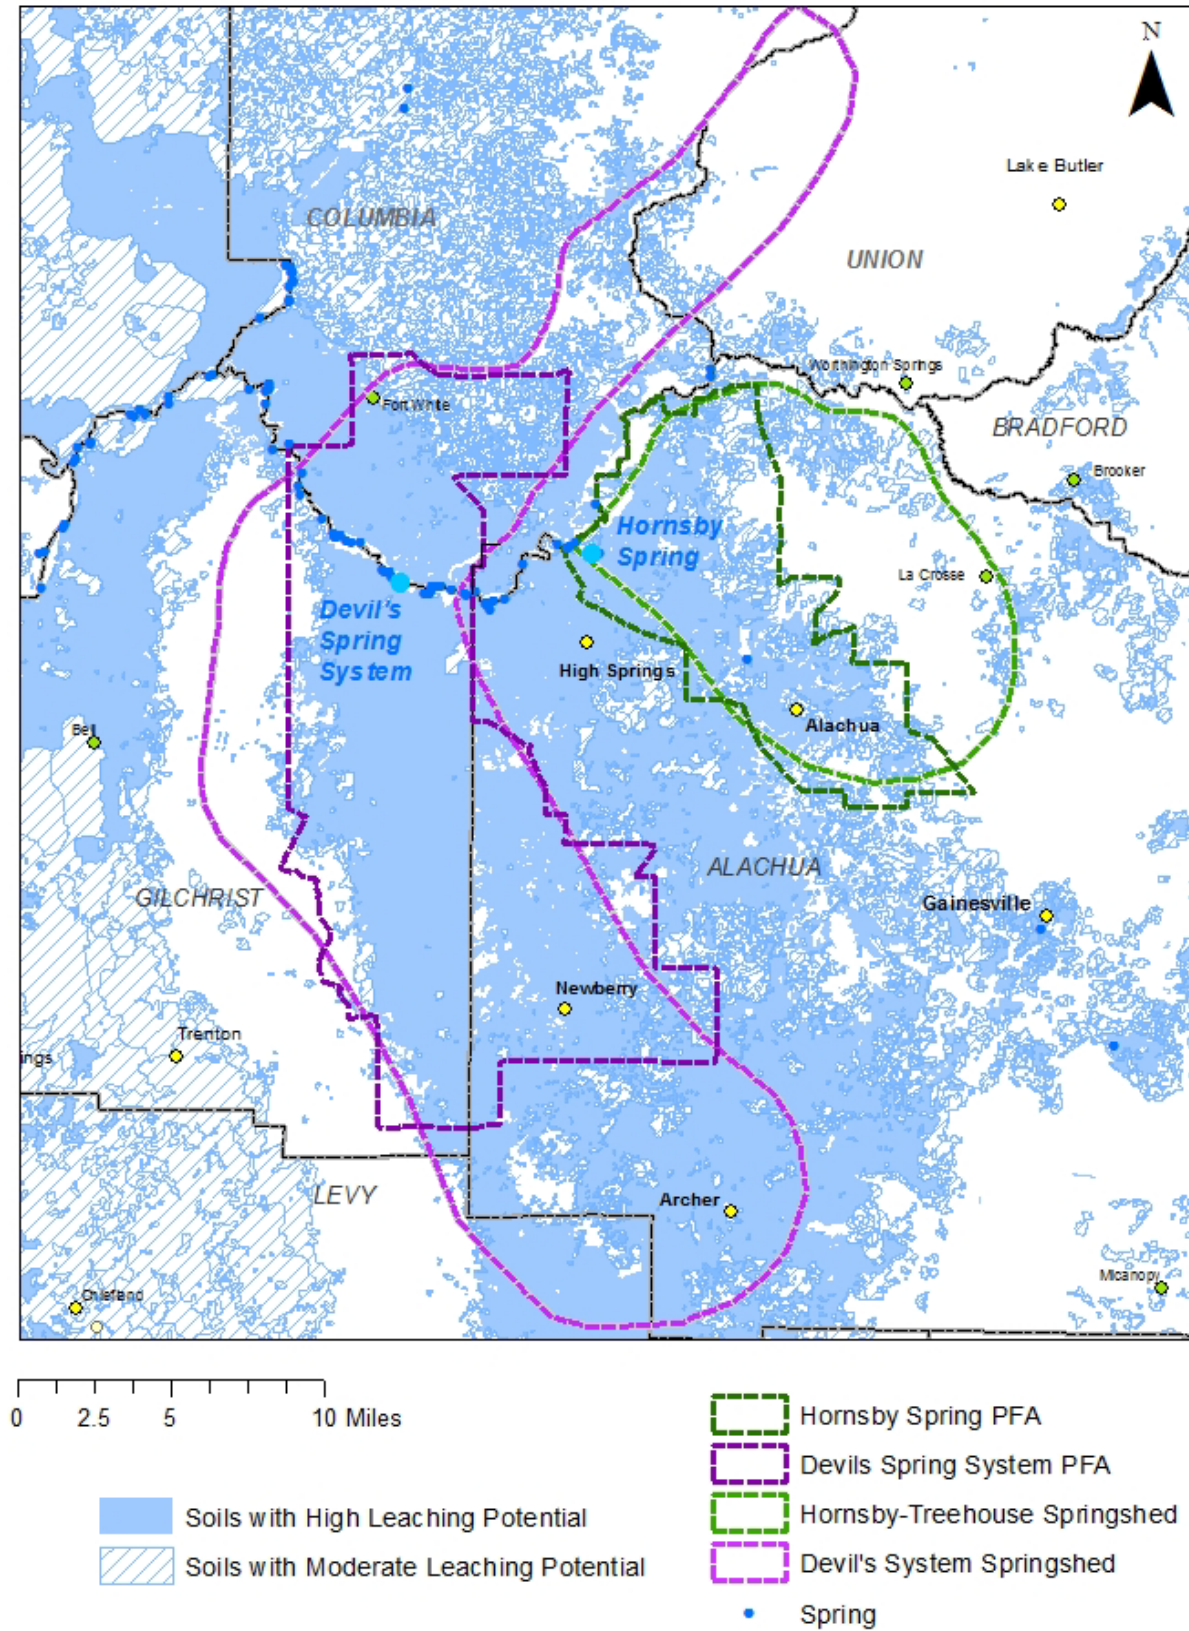 N
Lake Butler
COLUMBIA
UNION
Worthington Springs
Fort White
BRADFORD
Brooker
Hornsby
Spring
La Crosse
Devil's
Spring
System
High Springs
Alachua
Bell
ALACHUA
GILCHRIST
Gainesville
Newberry
Trenton
ings
LEVY
Archer
Micanopy
Chiefland
0 2.5 5 10 Miles
Hornsby Spring PFA
Devils Spring System PFA
Hornsby-Treehouse Springshed
Devil's System Springshed
Spring
Soils with High Leaching Potential
Soils with Moderate Leaching Potential